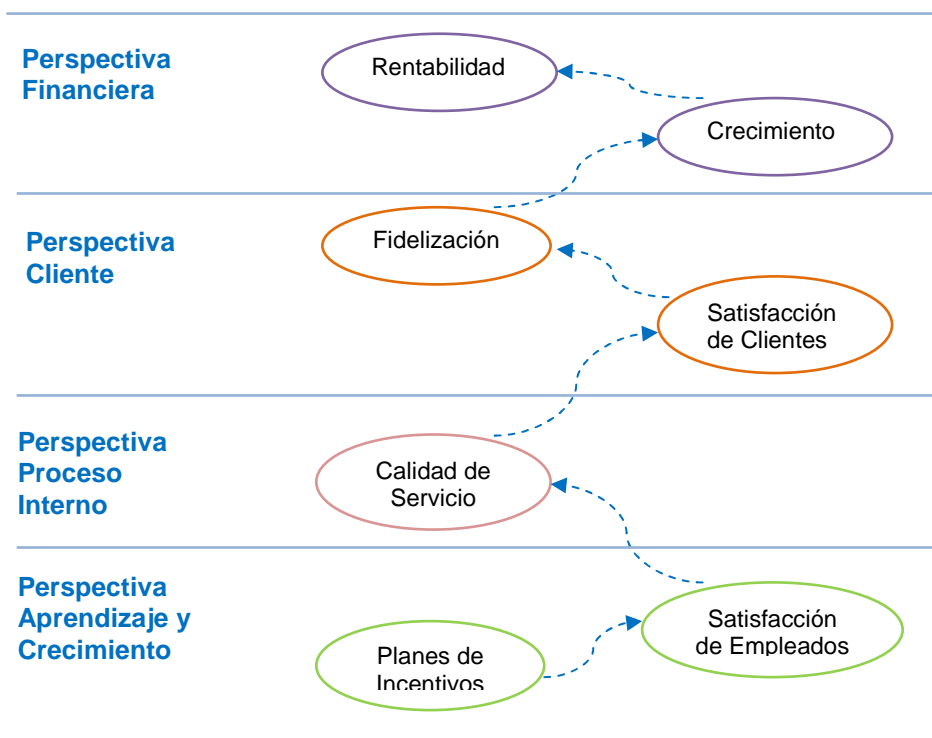 Perspectiva
Financiera
Rentabilidad
Crecimiento
Perspectiva
Cliente
Fidelización
Satisfacción
de Clientes
Perspectiva
Proceso
Interno
Calidad de
Servicio
Perspectiva
Aprendizaje y
Crecimiento
Satisfacción
de Empleados
Planes de
Incentivos